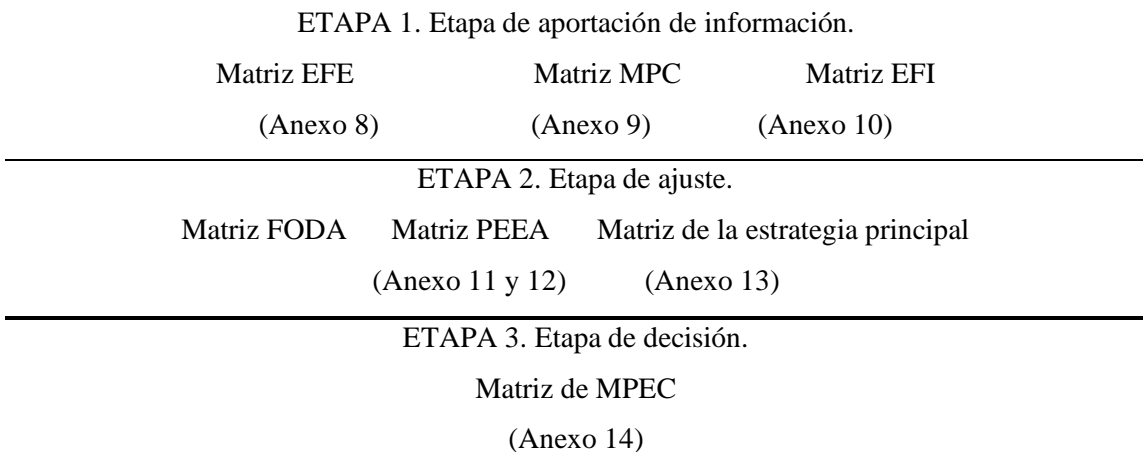 ETAPA 1. Etapa de aportación de información.
Matriz EFE Matriz MPC Matriz EFI
(Anexo 8) (Anexo 9) (Anexo 10)
ETAPA 2. Etapa de ajuste.
Matriz FODA Matriz PEEA Matriz de la estrategia principal
(Anexo 11 y 12) (Anexo 13)
ETAPA 3. Etapa de decisión.
Matriz de MPEC
(Anexo 14)